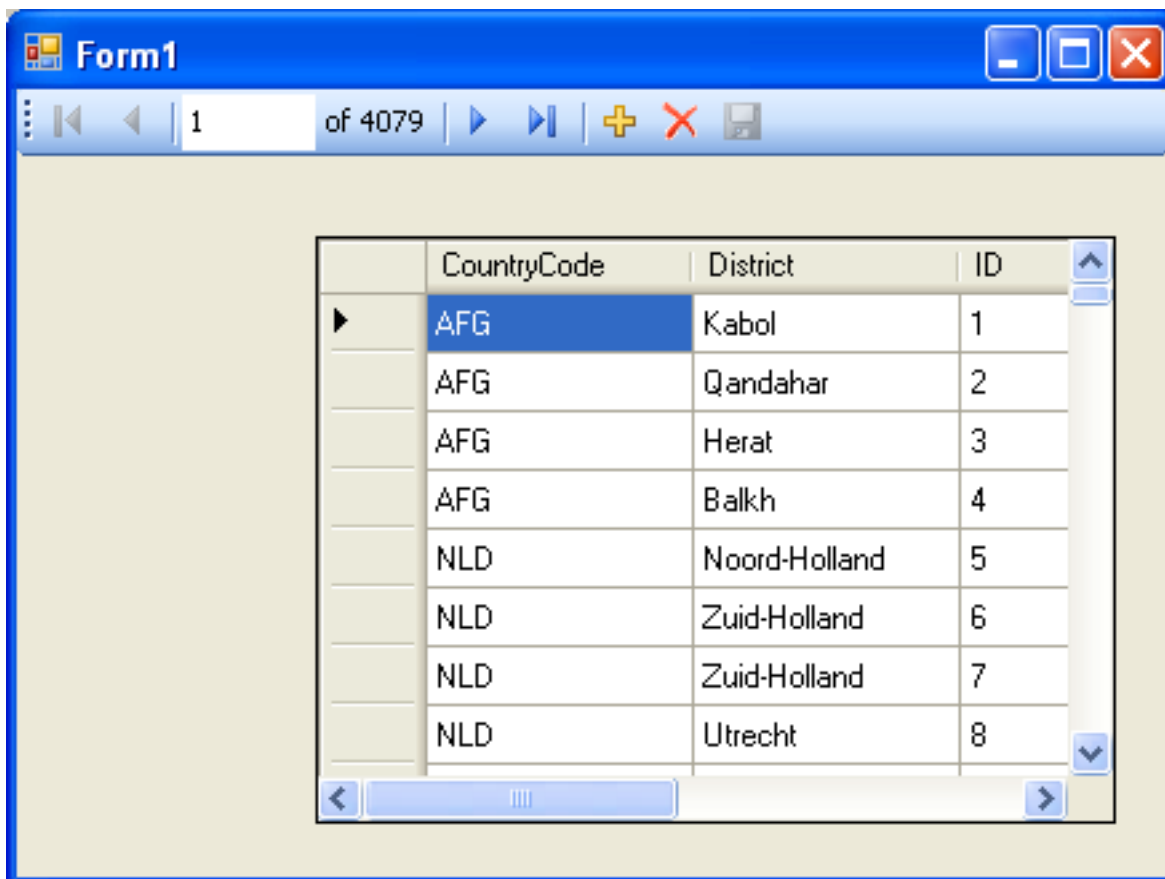 Form1
1 of 4079
CountryCode District ID
AFG Kabol 1
AFG Qandahar 2
AFG Herat 3
AFG Balkh 4
NLD Noord-Holland 5
NLD Zuid-Holland 6
NLD Zuid-Holland 7
NLD Utrecht 8